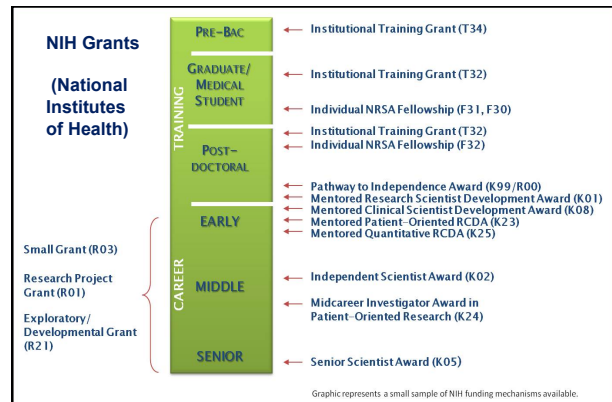 NIH Grants
(National
Institutes
of Health)
TRAINING
CAREER
PRE-BAC
GRADUATE/
MEDICAL
STUDENT
POST-
DOCTORAL
EARLY
MIDDLE
SENIOR
Institutional Training Grant (T34)
Institutional Training Grant (T32)
Individual NRSA Fellowship (F31, F30)
Institutional Training Grant (T32)
Individual NRSA Fellowship (F32)
Pathway to Independence Award (K99/R00)
Mentored Research Scientist Development Award (K01)
Mentored Clinical Scientist Development Award (K08)
Mentored Patient-Oriented RCDA (K23)
Mentored Quantitative RCDA (K25)
Independent Scientist Award (K02)
Midcareer Investigator Award in
Patient-Oriented Research (K24)
Senior Scientist Award (K05)
Small Grant (R03)
Research Project
Grant (R01)
Exploratory/
Developmental Grant
(R21)
Graphic represents a small sample of NIH funding mechanisms available.